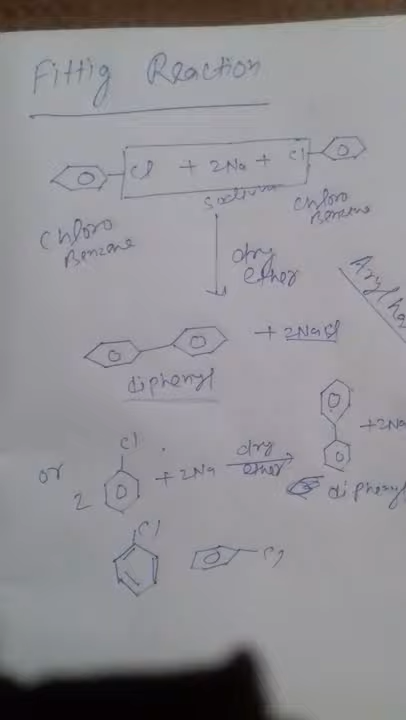 Fittig Reaction
Cl + 2Na + Cl
Sodium
Chloro Benzene
Chloro Benzene
dry ether
+ 2NaCl
diphenyl
Cl
or 2 + 2Na dry ether + 2Na
diphenyl
Cl
Cl